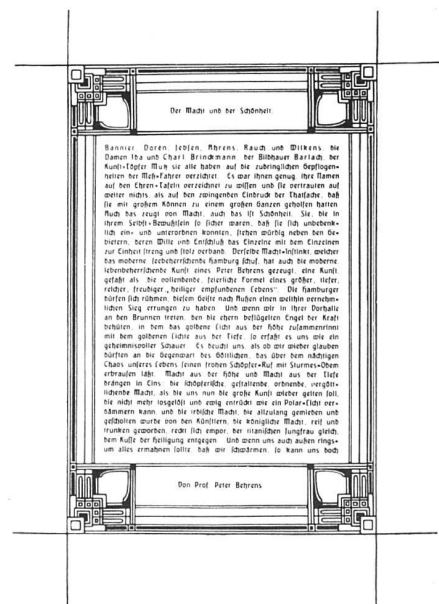 Der Macht und der Schönheit.
Bannier, Doren, Jebsen, Ahrens, Rauch und Wilkens, die
Damen Ida und Charl. Brinckmann, der Bildhauer Barlach, der
Kunst-Töpfer Mutz sie alle haben auf die zubringlichen Gepflogen-
heiten der Meß-Fahrer verzichtet. Es war ihnen genug, ihre Namen
auf den Ehren-Tafeln verzeichnet zu wissen und sie vertrauten auf
weiter nichts, als auf den zwingenden Eindruck der Thatsache, daß
sie mit großem Können zu einem großen Ganzen geholfen hatten.
Auch das zeugt von Macht, auch das ist Schönheit. Sie, die in
ihrem Selbst-Bewußtsein so sicher waren, daß sie sich unbedenk-
lich ein- und unterordnen konnten, stehen würdig neben den Ge-
bietern, deren Wille und Entschluß das Einzelne mit dem Einzelnen
zur Einheit streng und stolz verband. Derselbe Macht-Instinkt, welcher
das moderne, seebeherrschende Hamburg schuf, hat auch die moderne,
lebenbeherrschende Kunst eines Peter Behrens gezeugt, eine Kunst,
gefaßt als „die vollendende, feierliche Formel eines größer, tiefer,
reicher, freudiger, heiliger empfundenen Lebens“. Die Hamburger
dürfen sich rühmen, diesem Geiste nach Außen einen weithin vernehm-
lichen Sieg errungen zu haben. Und wenn wir in ihrer Vorhalle
an den Brunnen treten, den die ehern beflügelten Engel der Kraft
behüten, in dem das goldene Licht aus der Höhe zusammenrinnt
mit dem goldenen Lichte aus der Tiefe, so erfaßt es uns wie ein
geheimnisvoller Schauer. Es deucht uns, als ob wir wieder glauben
dürften an die Gegenwart des Göttlichen, das über dem nächtigen
Chaos unseres Lebens seinen frohen Schöpfer-Ruf mit Sturmes-Odem
erbrausen läßt. Macht aus der Höhe und Macht aus der Tiefe
drängen in Eins: die schöpferische, gestaltende, ordnende, vergött-
lichende Macht, als die uns nun die große Kunst wieder gelten soll,
die nicht mehr losgelöst und ewig entrückt wie ein Polar-Licht ver-
dämmern kann, und die irdische Macht, die allzulang gemieden und
gescholten wurde von den Künstlern, die königliche Macht, reif und
trunken geworden, reckt sich empor, der titanischen Jungfrau gleich,
dem Kusse der Heiligung entgegen. Und wenn uns auch außen rings-
um alles ermahnen sollte, daß wir schwärmen, so kann uns doch
Von Prof. Peter Behrens